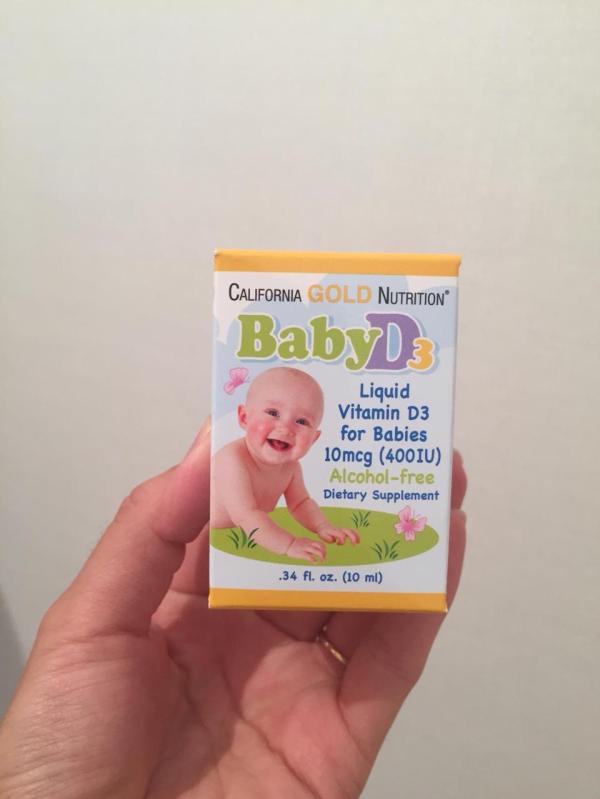 CALIFORNIA GOLD NUTRITION®
BabyD3
Liquid
Vitamin D3
for Babies
10mcg (400IU)
Alcohol-free
Dietary Supplement
.34 fl. oz. (10 ml)